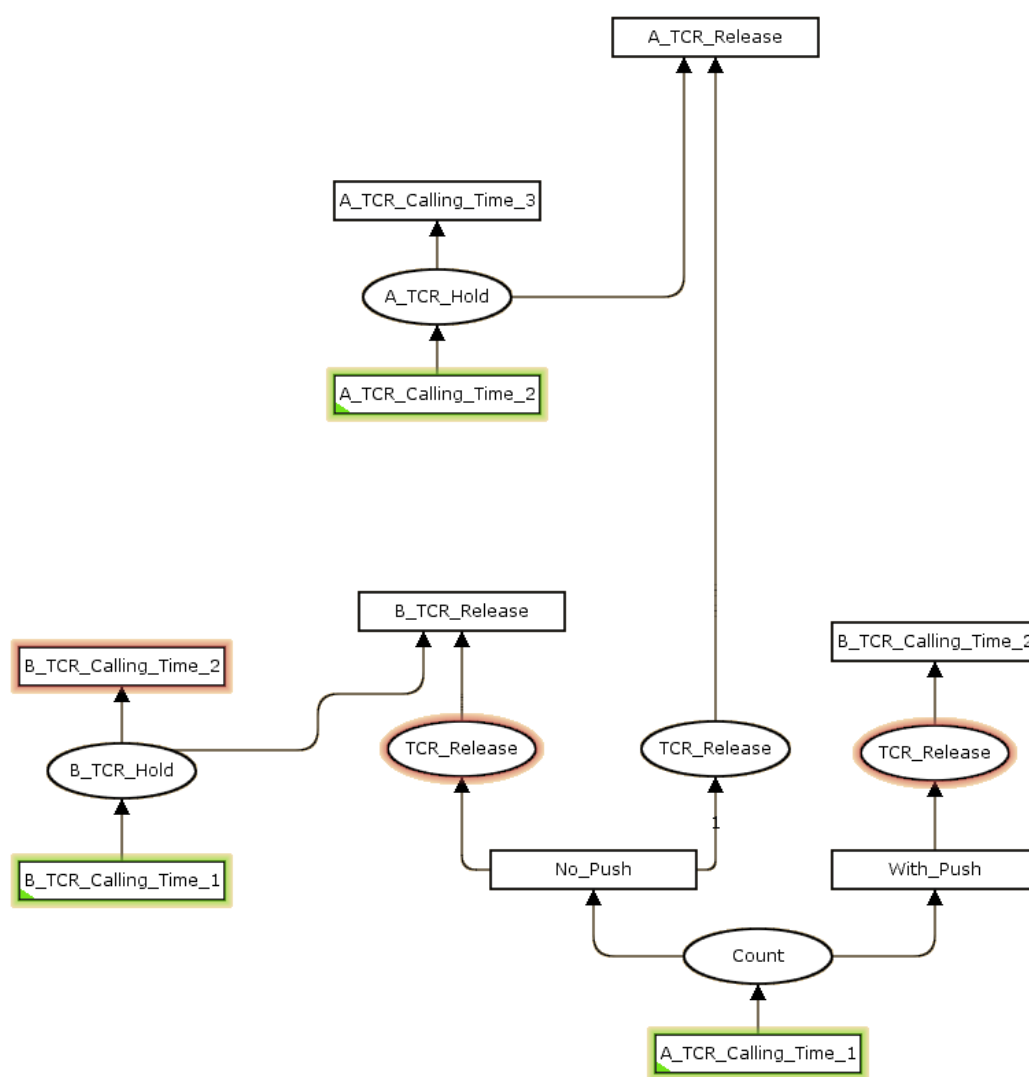 A_TCR_Release
A_TCR_Calling_Time_3
A_TCR_Hold
A_TCR_Calling_Time_2
B_TCR_Release
B_TCR_Calling_Time_2
B_TCR_Calling_Time_2
TCR_Release
TCR_Release
TCR_Release
B_TCR_Hold
1
B_TCR_Calling_Time_1
No_Push
With_Push
Count
A_TCR_Calling_Time_1